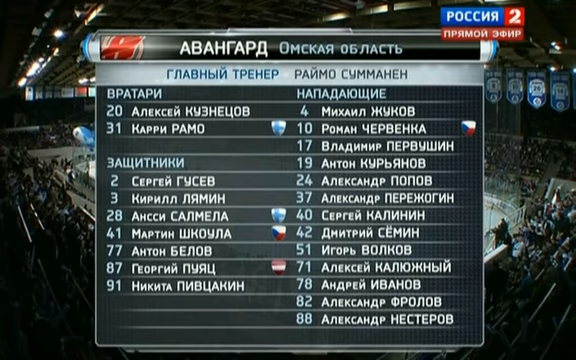 РОССИЯ 2
ПРЯМОЙ ЭФИР
АВАНГАРД Омская область
ГЛАВНЫЙ ТРЕНЕР - РАЙМО СУММАНЕН
ВРАТАРИ
20 Алексей КУЗНЕЦОВ
31 Карри РАМО
ЗАЩИТНИКИ
2 Сергей ГУСЕВ
3 Кирилл ЛЯМИН
28 Ансси САЛМЕЛА
41 Мартин ШКОУЛА
77 Антон БЕЛОВ
87 Георгий ПУЯЦ
91 Никита ПИВЦАКИН
НАПАДАЮЩИЕ
4 Михаил ЖУКОВ
10 Роман ЧЕРВЕНКА
17 Владимир ПЕРВУШИН
19 Антон КУРЬЯНОВ
24 Александр ПОПОВ
37 Александр ПЕРЕЖОГИН
40 Сергей КАЛИНИН
42 Дмитрий СЁМИН
51 Игорь ВОЛКОВ
71 Алексей КАЛЮЖНЫЙ
78 Андрей ИВАНОВ
82 Александр ФРОЛОВ
88 Александр НЕСТЕРОВ